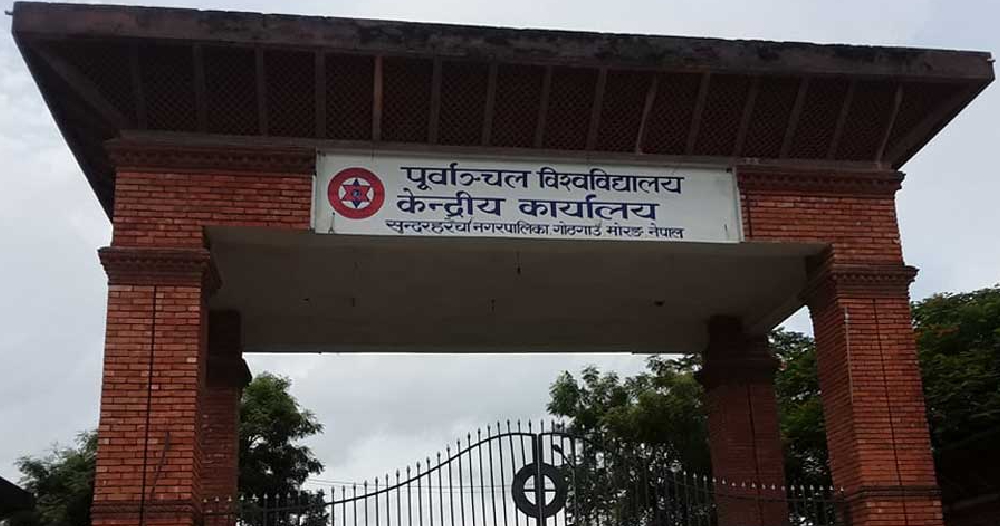 पूर्वाञ्चल विश्वविद्यालय
केन्द्रीय कार्यालय
सुन्दरहरैचा नगरपालिका, गोठगाउँ मोरङ नेपाल